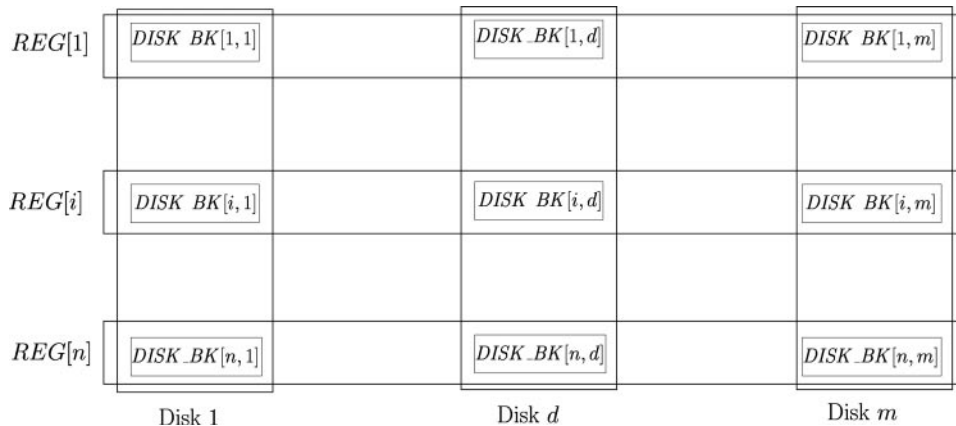 REG[1] DISK BK[1, 1] DISK_BK[1, d] DISK BK[1, m]
REG[i] DISK BK[i, 1] DISK BK[i, d] DISK BK[i, m]
REG[n] DISK_BK[n, 1] DISK_BK[n, d] DISK_BK[n, m]
Disk 1 Disk d Disk m